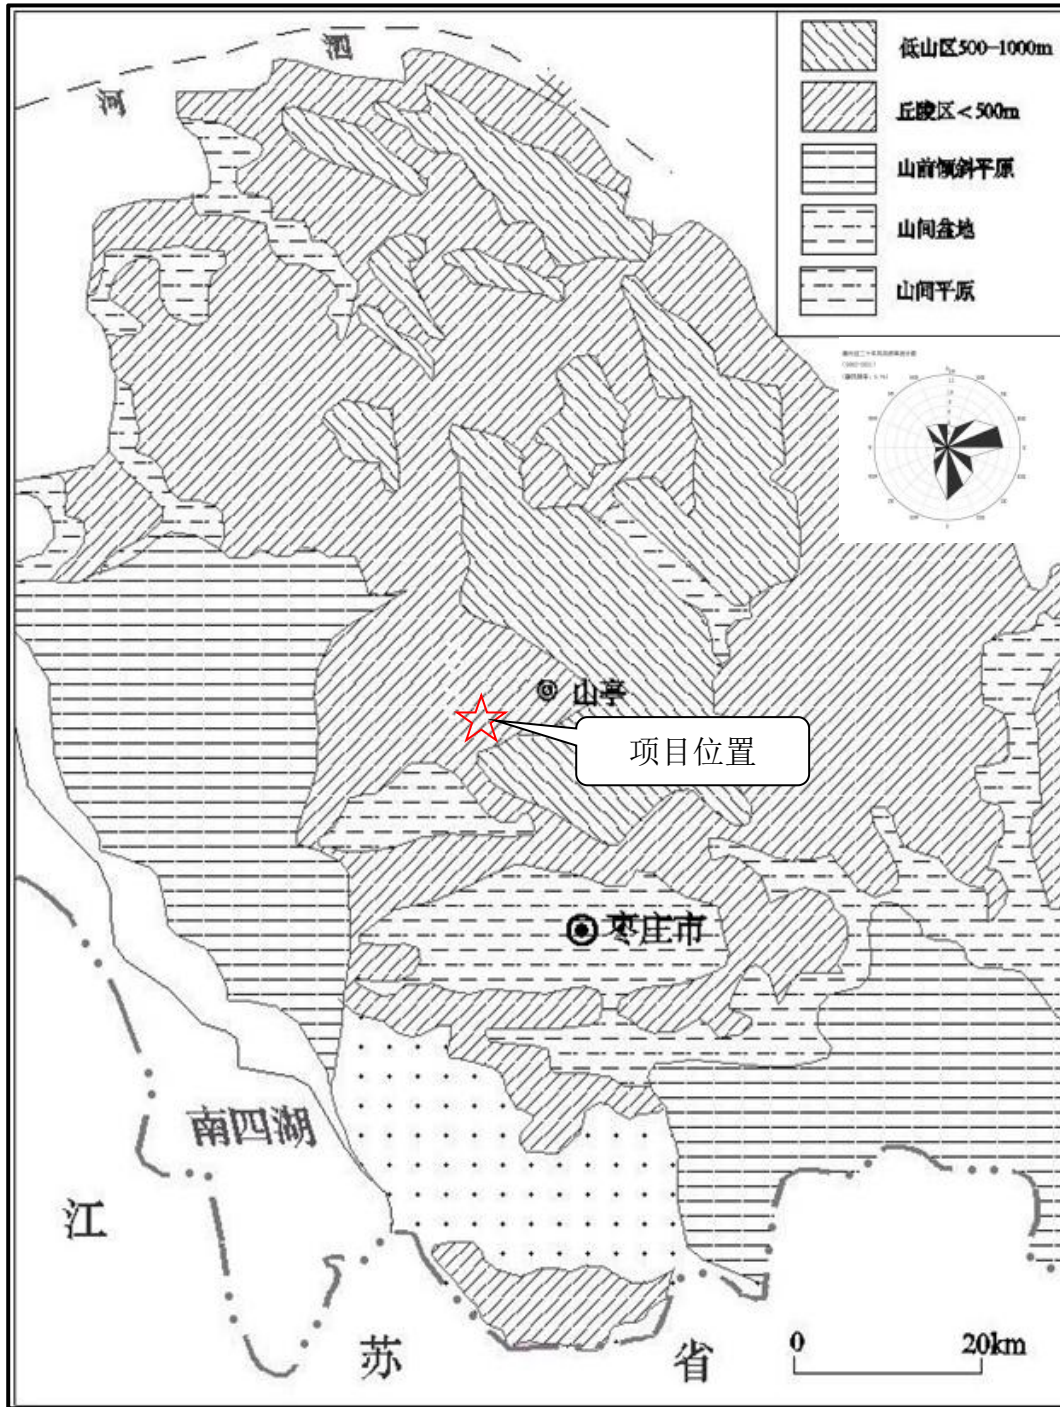 泗
河
低山区500-1000m
丘陵区<500m
山前倾斜平原
山间盆地
山间平原
山亭
项目位置
枣庄市
南四湖
江
苏
省
0 20km